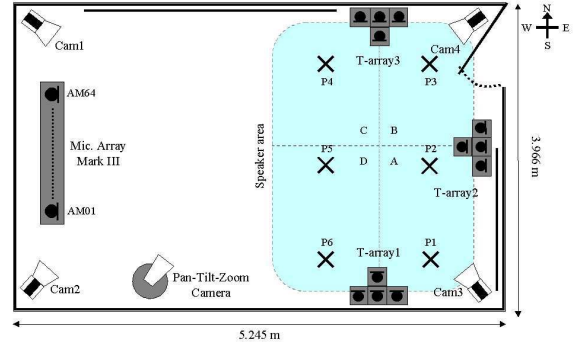 N
W E
S
Cam1
Cam4
T-array3
P4
P3
AM64
Mic. Array
Mark III
AM01
Speaker area
C B
D A
P5
P2
T-array2
3.966 m
P6
T-array1
P1
Cam2
Pan-Tilt-Zoom
Camera
Cam3
5.245 m